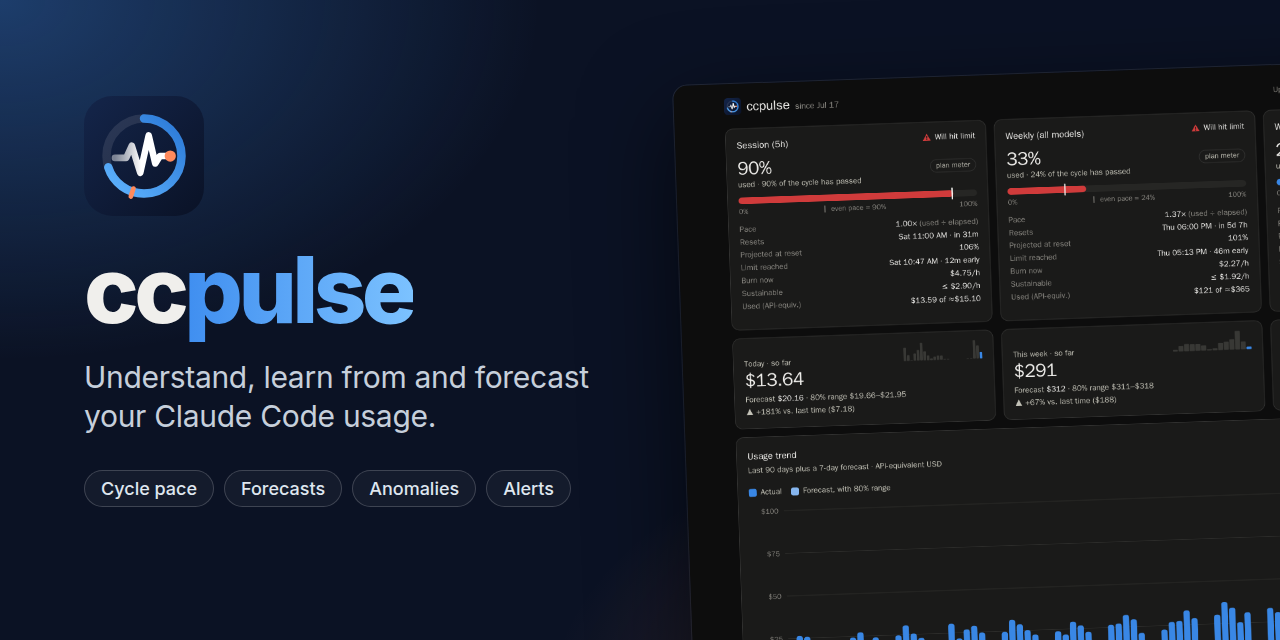 ccpulse
Understand, learn from and forecast
your Claude Code usage.
Cycle pace
Forecasts
Anomalies
Alerts
ccpulse since Jul 17
Session (5h)
Will hit limit
90%
plan meter
used · 90% of the cycle has passed
0%
even pace = 90%
100%
Pace 1.00× (used ÷ elapsed)
Resets Sat 11:00 AM · in 31m
Projected at reset 106%
Limit reached Sat 10:47 AM · 12m early
Burn now $4.75/h
Sustainable ≤ $2.90/h
Used (API-equiv.) $13.59 of ≈$15.10
Weekly (all models)
Will hit limit
33%
plan meter
used · 24% of the cycle has passed
0%
even pace = 24%
100%
Pace 1.37× (used ÷ elapsed)
Resets Thu 06:00 PM · in 5d 7h
Projected at reset 101%
Limit reached Thu 05:13 PM · 46m early
Burn now $2.27/h
Sustainable ≤ $1.92/h
Used (API-equiv.) $121 of ≈$365
Today · so far
$13.64
Forecast $20.16 · 80% range $19.66–$21.95
▲ +181% vs. last time ($7.18)
This week · so far
$291
Forecast $312 · 80% range $311–$318
▲ +67% vs. last time ($188)
Usage trend
Last 90 days plus a 7-day forecast · API-equivalent USD
Actual
Forecast, with 80% range
$100
$75
$50
$25